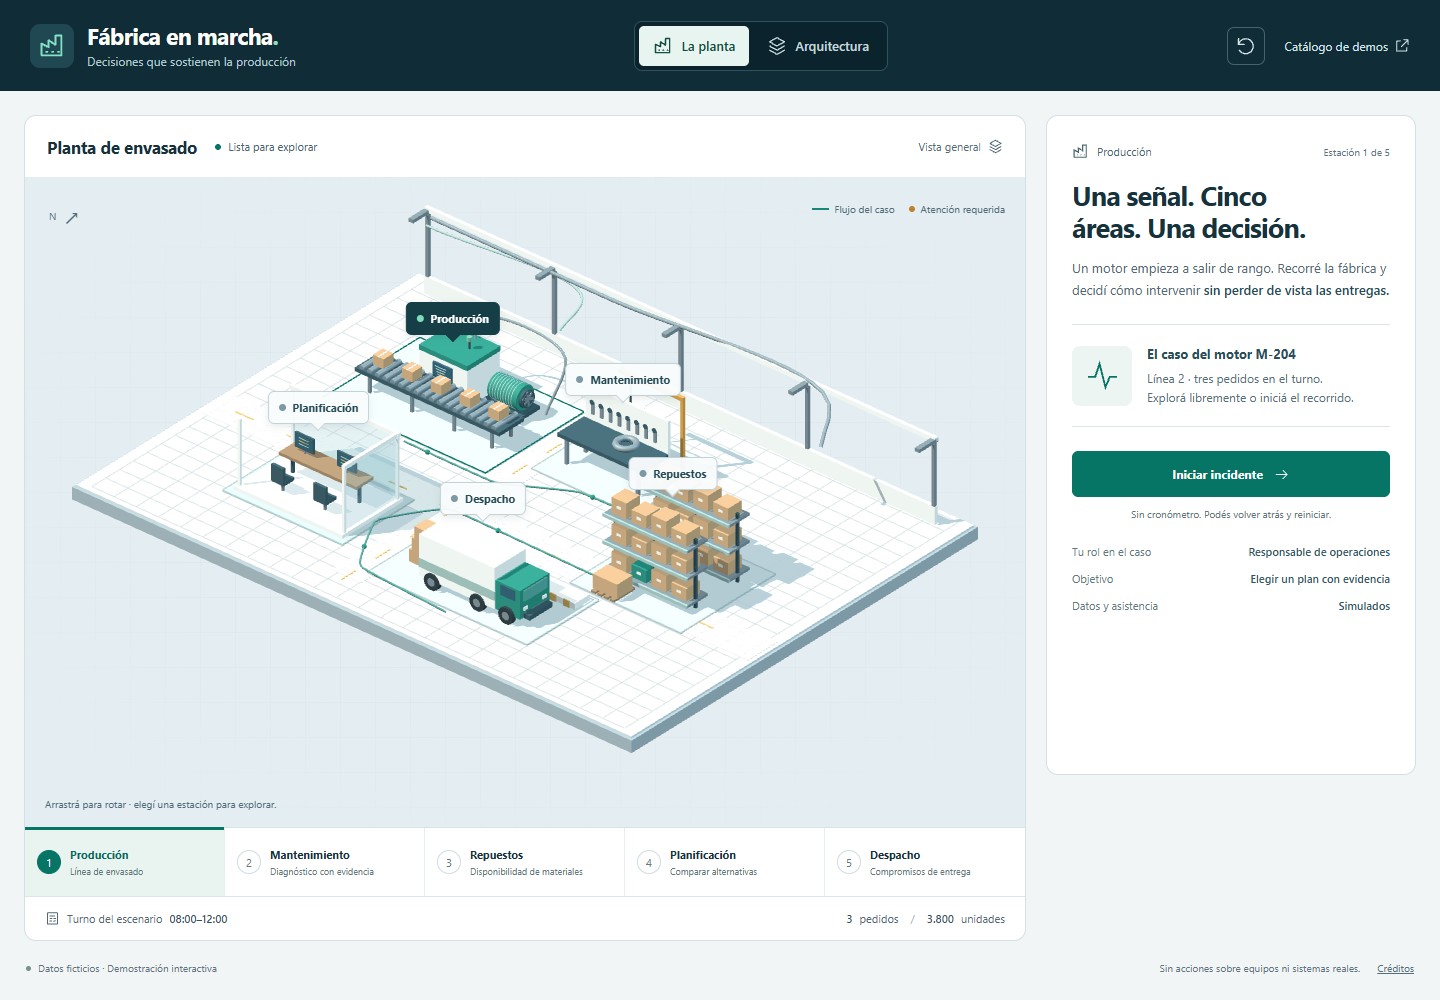 Fábrica en marcha.
Decisiones que sostienen la producción
La planta
Arquitectura
Catálogo de demos
Planta de envasado
Lista para explorar
Vista general
N
Flujo del caso
Atención requerida
Producción
Mantenimiento
Planificación
Repuestos
Despacho
Arrastrá para rotar · elegí una estación para explorar.
1
Producción
Línea de envasado
2
Mantenimiento
Diagnóstico con evidencia
3
Repuestos
Disponibilidad de materiales
4
Planificación
Comparar alternativas
5
Despacho
Compromisos de entrega
Turno del escenario 08:00–12:00
3 pedidos / 3.800 unidades
Producción
Estación 1 de 5
Una señal. Cinco
áreas. Una decisión.
Un motor empieza a salir de rango. Recorré la fábrica y
decidí cómo intervenir sin perder de vista las entregas.
El caso del motor M-204
Línea 2 · tres pedidos en el turno.
Explorá libremente o iniciá el recorrido.
Iniciar incidente
Sin cronómetro. Podés volver atrás y reiniciar.
Tu rol en el caso
Responsable de operaciones
Objetivo
Elegir un plan con evidencia
Datos y asistencia
Simulados
Datos ficticios · Demostración interactiva
Sin acciones sobre equipos ni sistemas reales.
Créditos